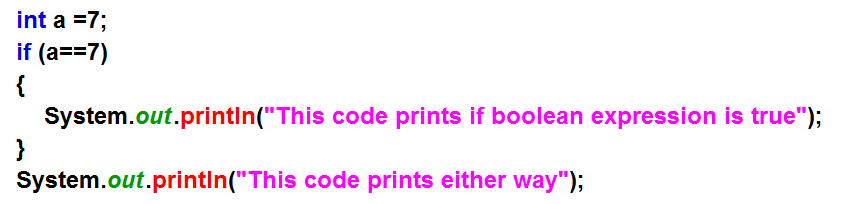 int a =7;
if (a==7)
{
System.out.println("This code prints if boolean expression is true");
}
System.out.println("This code prints either way");